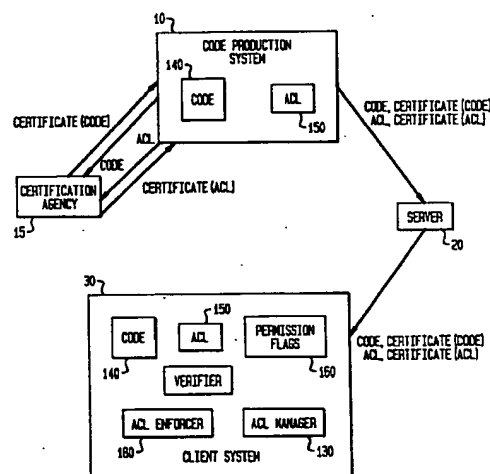 10
CODE PRODUCTION
SYSTEM
140
CODE
ACL
150
CERTIFICATE (CODE)
ACL
CODE
CERTIFICATE (ACL)
CERTIFICATION
AGENCY
15
CODE, CERTIFICATE (CODE)
ACL, CERTIFICATE (ACL)
SERVER
20
30
150
CODE
ACL
PERMISSION
FLAGS
140
160
VERIFIER
CODE, CERTIFICATE (CODE)
ACL, CERTIFICATE (ACL)
ACL ENFORCER
ACL MANAGER
180
130
CLIENT SYSTEM